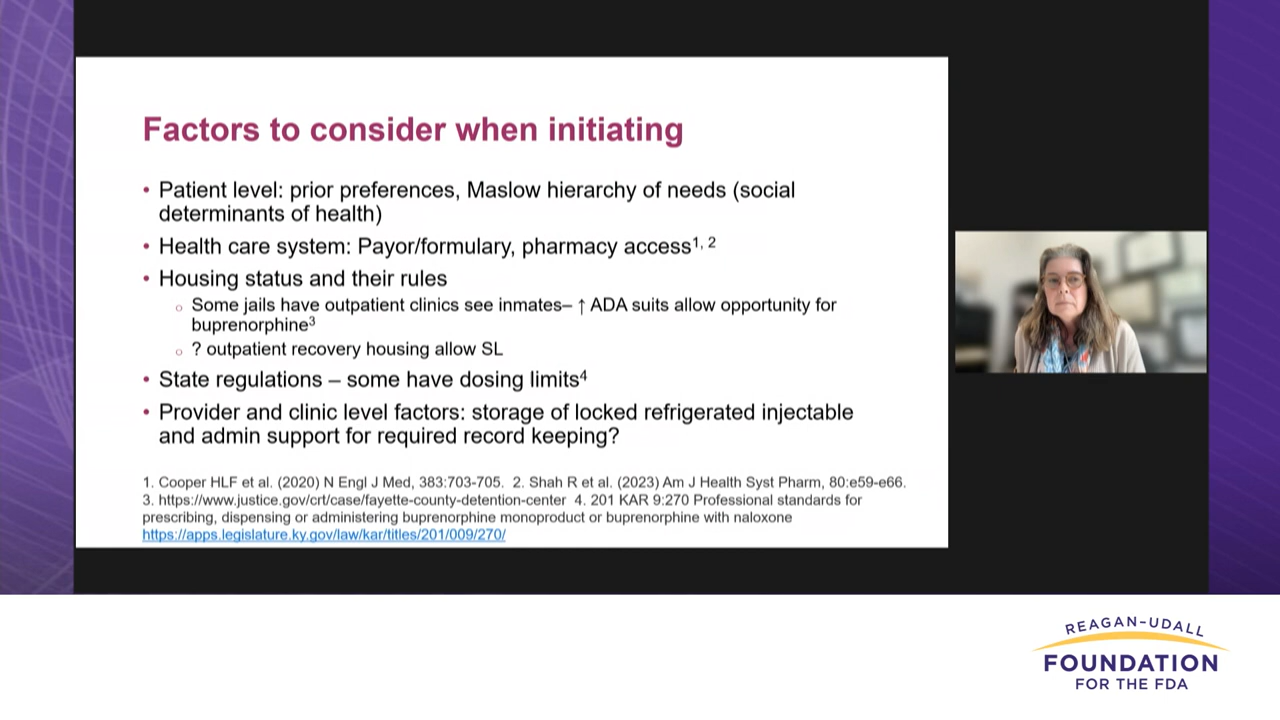 Factors to consider when initiating
• Patient level: prior preferences, Maslow hierarchy of needs (social
determinants of health)
• Health care system: Payor/formulary, pharmacy access1, 2
• Housing status and their rules
○ Some jails have outpatient clinics see inmates– ↑ ADA suits allow opportunity for
buprenorphine3
○ ? outpatient recovery housing allow SL
• State regulations – some have dosing limits4
• Provider and clinic level factors: storage of locked refrigerated injectable
and admin support for required record keeping?
1. Cooper HLF et al. (2020) N Engl J Med, 383:703-705. 2. Shah R et al. (2023) Am J Health Syst Pharm, 80:e59-e66.
3. https://www.justice.gov/crt/case/fayette-county-detention-center 4. 201 KAR 9:270 Professional standards for
prescribing, dispensing or administering buprenorphine monoproduct or buprenorphine with naloxone
https://apps.legislature.ky.gov/law/kar/titles/201/009/270/
REAGAN-UDALL
FOUNDATION
FOR THE FDA